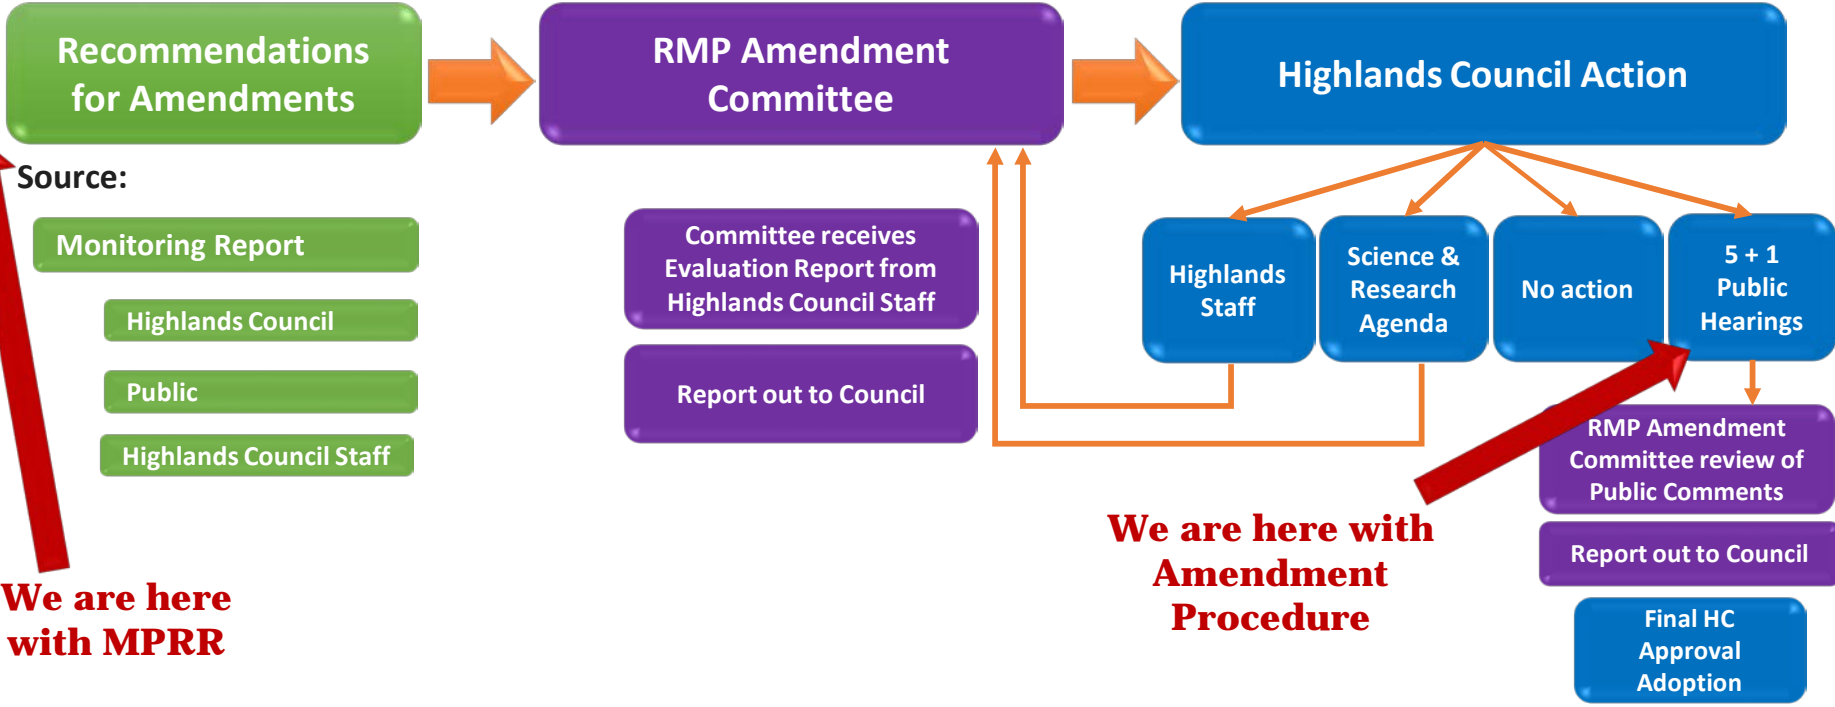 Recommendations
for Amendments
RMP Amendment
Committee
Highlands Council Action
Source:
Monitoring Report
Highlands Council
Public
Highlands Council Staff
Committee receives
Evaluation Report from
Highlands Council Staff
Report out to Council
Highlands
Staff
Science &
Research
Agenda
No action
5 + 1
Public
Hearings
RMP Amendment
Committee review of
Public Comments
Report out to Council
Final HC
Approval
Adoption
We are here
with MPRR
We are here with
Amendment
Procedure